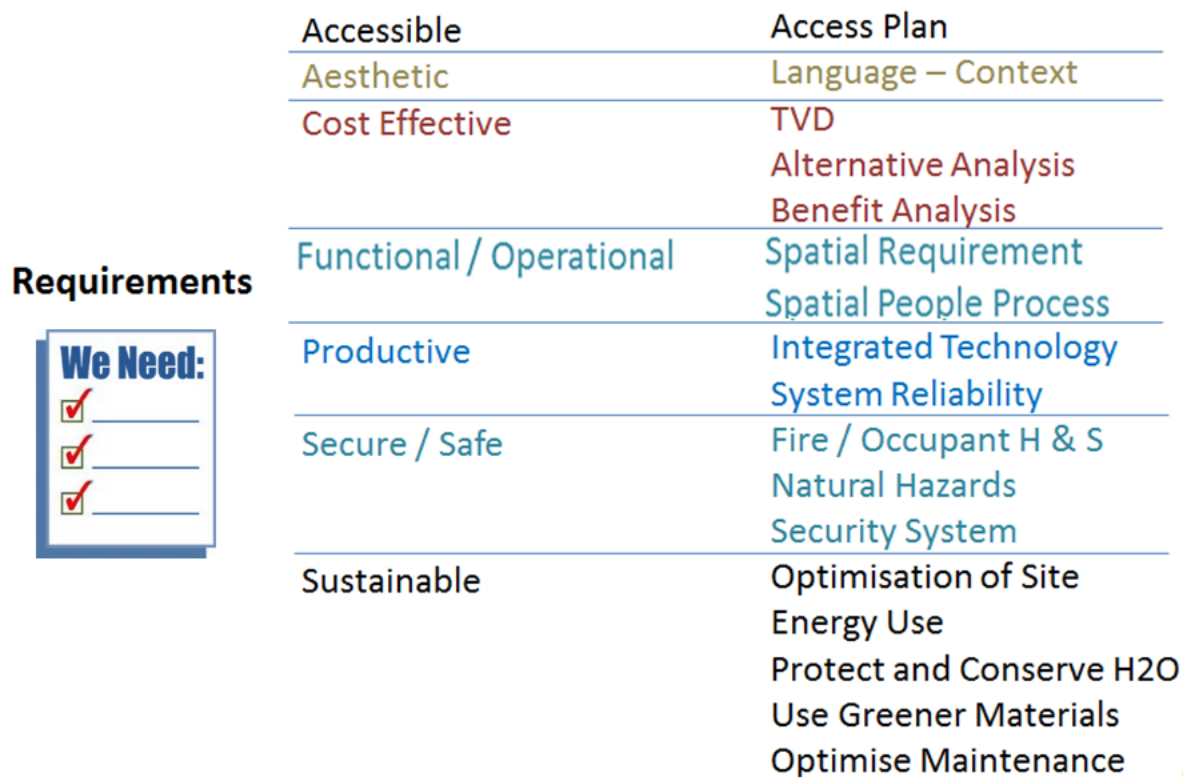 Requirements
We Need:
Accessible Access Plan
Aesthetic Language – Context
Cost Effective TVD
Alternative Analysis
Benefit Analysis
Functional / Operational Spatial Requirement
Spatial People Process
Productive Integrated Technology
System Reliability
Secure / Safe Fire / Occupant H & S
Natural Hazards
Security System
Sustainable Optimisation of Site
Energy Use
Protect and Conserve H2O
Use Greener Materials
Optimise Maintenance